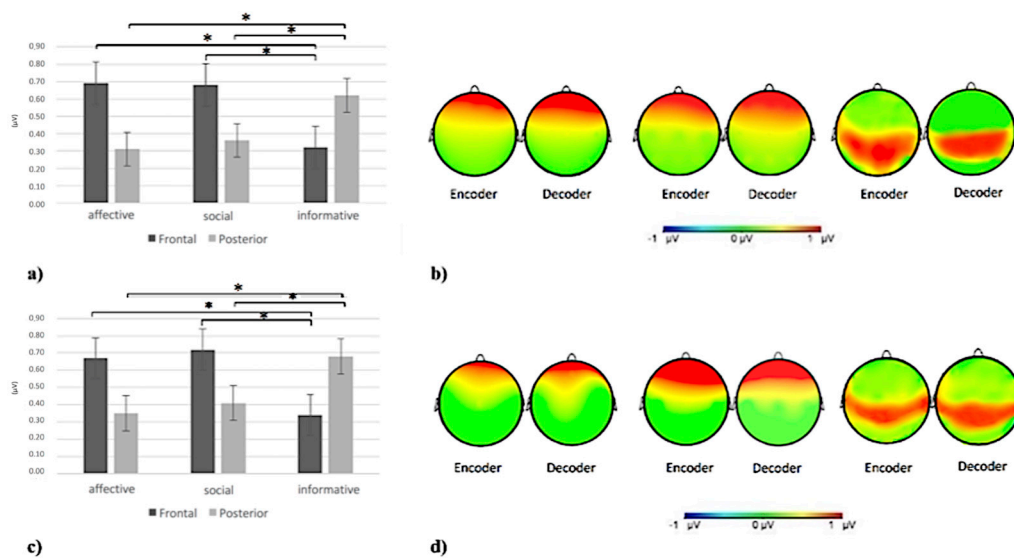 * 
* 
* 
*
0.90
0.80
0.70
0.60
0.50
0.40
0.30
0.20
0.10
0.00
(μV)
affective social informative
Frontal Posterior
a)
Encoder Decoder Encoder Decoder Encoder Decoder
-1 μV 0 μV 1 μV
b)
*
*
*
*
0.90
0.80
0.70
0.60
0.50
0.40
0.30
0.20
0.10
0.00
(μV)
affective social informative
Frontal Posterior
c)
Encoder Decoder Encoder Decoder Encoder Decoder
-1 μV 0 μV 1 μV
d)